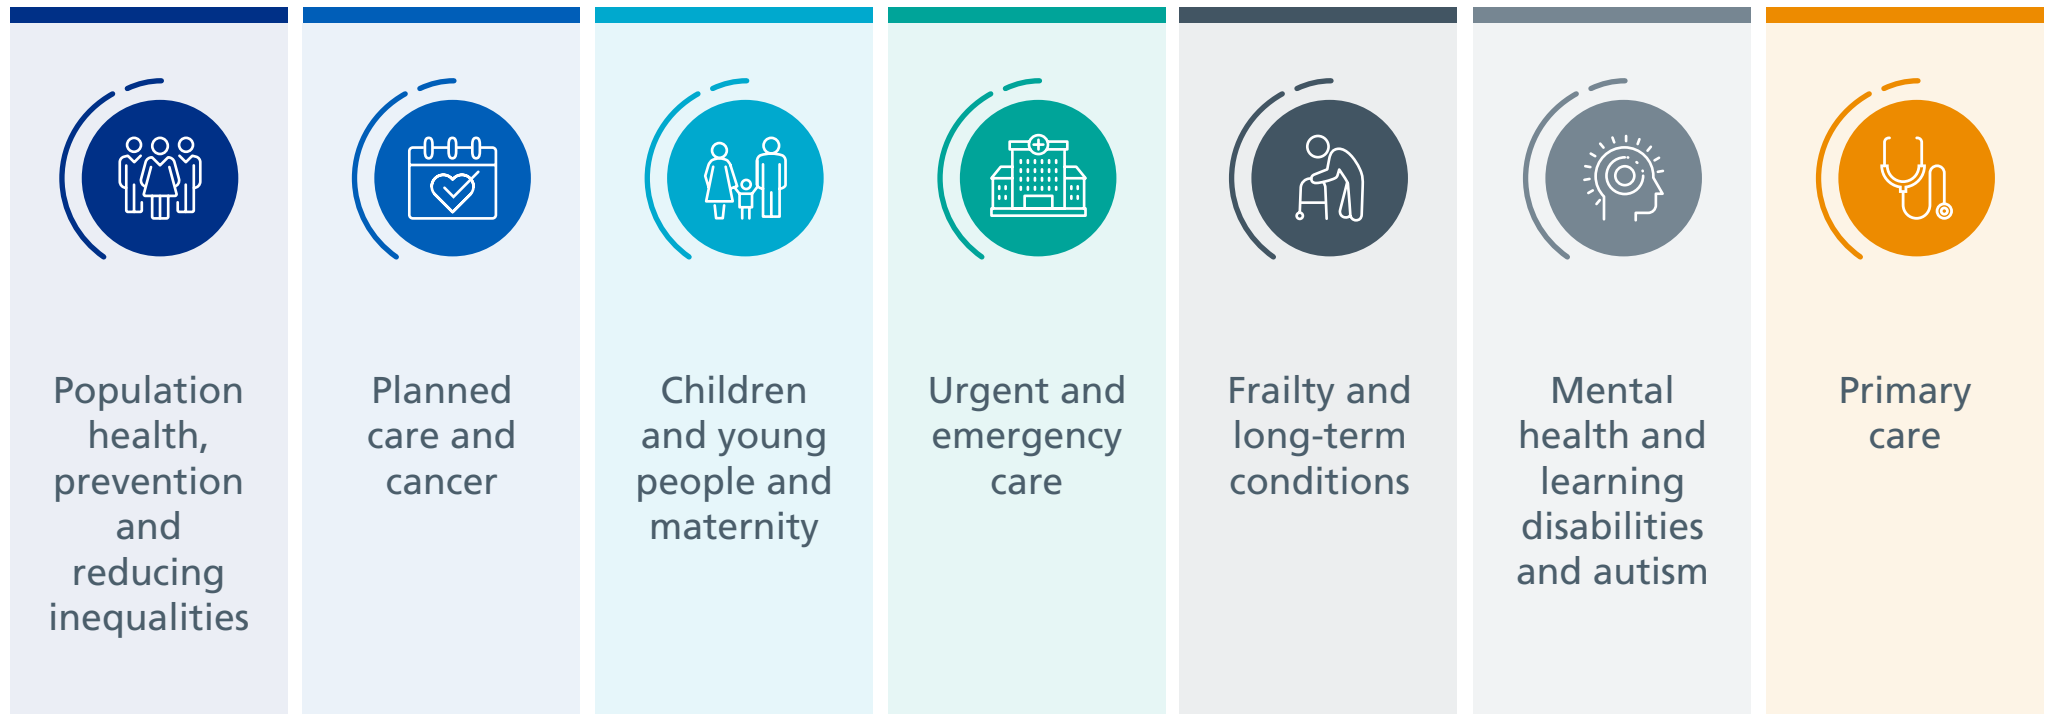 Population
health,
prevention
and
reducing
inequalities
Planned
care and
cancer
Children
and young
people and
maternity
Urgent and
emergency
care
Frailty and
long-term
conditions
Mental
health and
learning
disabilities
and autism
Primary
care